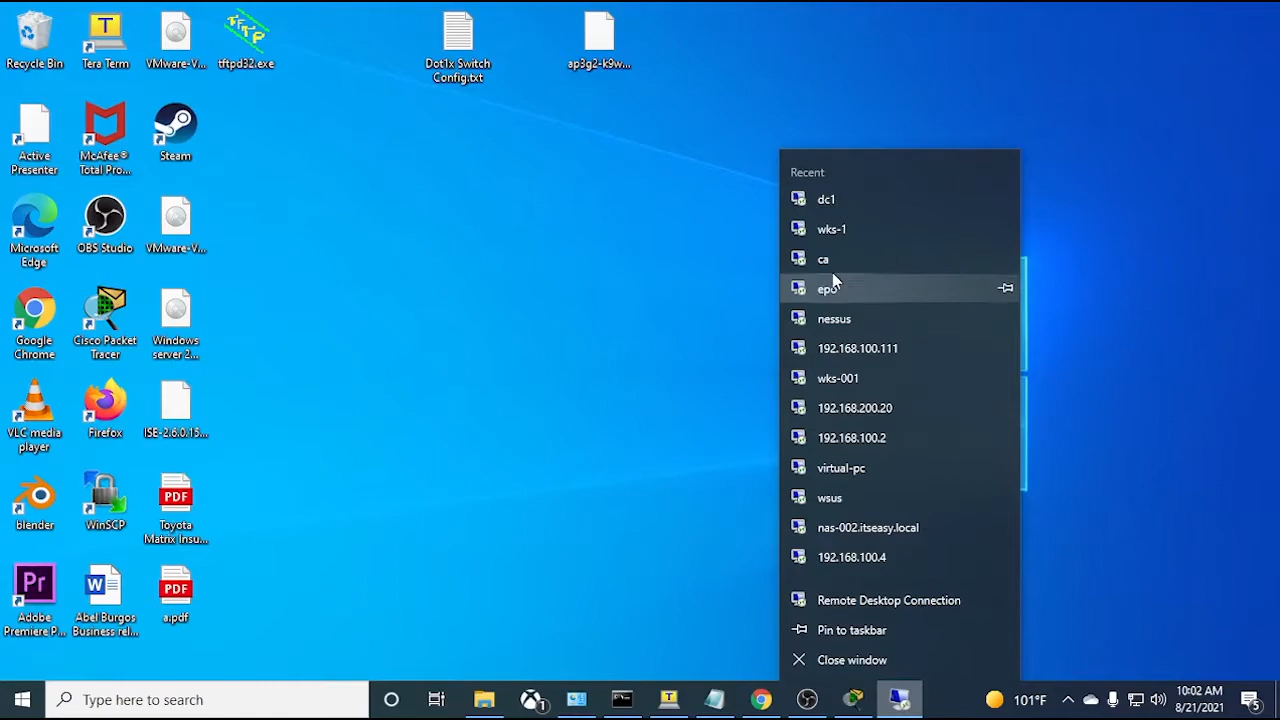 Recycle Bin
Tera Term
VMware-V...
tftpd32.exe
Dot1x Switch
Config.txt
ap3g2-k9w...
Active
Presenter
McAfee®
Total Pro...
Steam
Microsoft
Edge
OBS Studio
VMware-V...
Google
Chrome
Cisco Packet
Tracer
Windows
server 2...
VLC media
player
Firefox
ISE-2.6.0.15...
blender
WinSCP
PDF
Toyota
Matrix Insu...
Pr
Adobe
Premiere P...
Abel Burgos
Business rel...
PDF
a.pdf
Recent
dc1
wks-1
ca
epo
nessus
192.168.100.111
wks-001
192.168.200.20
192.168.100.2
virtual-pc
wsus
nas-002.itseasy.local
192.168.100.4
Remote Desktop Connection
Pin to taskbar
Close window
Type here to search
1
101°F
10:02 AM
8/21/2021
5